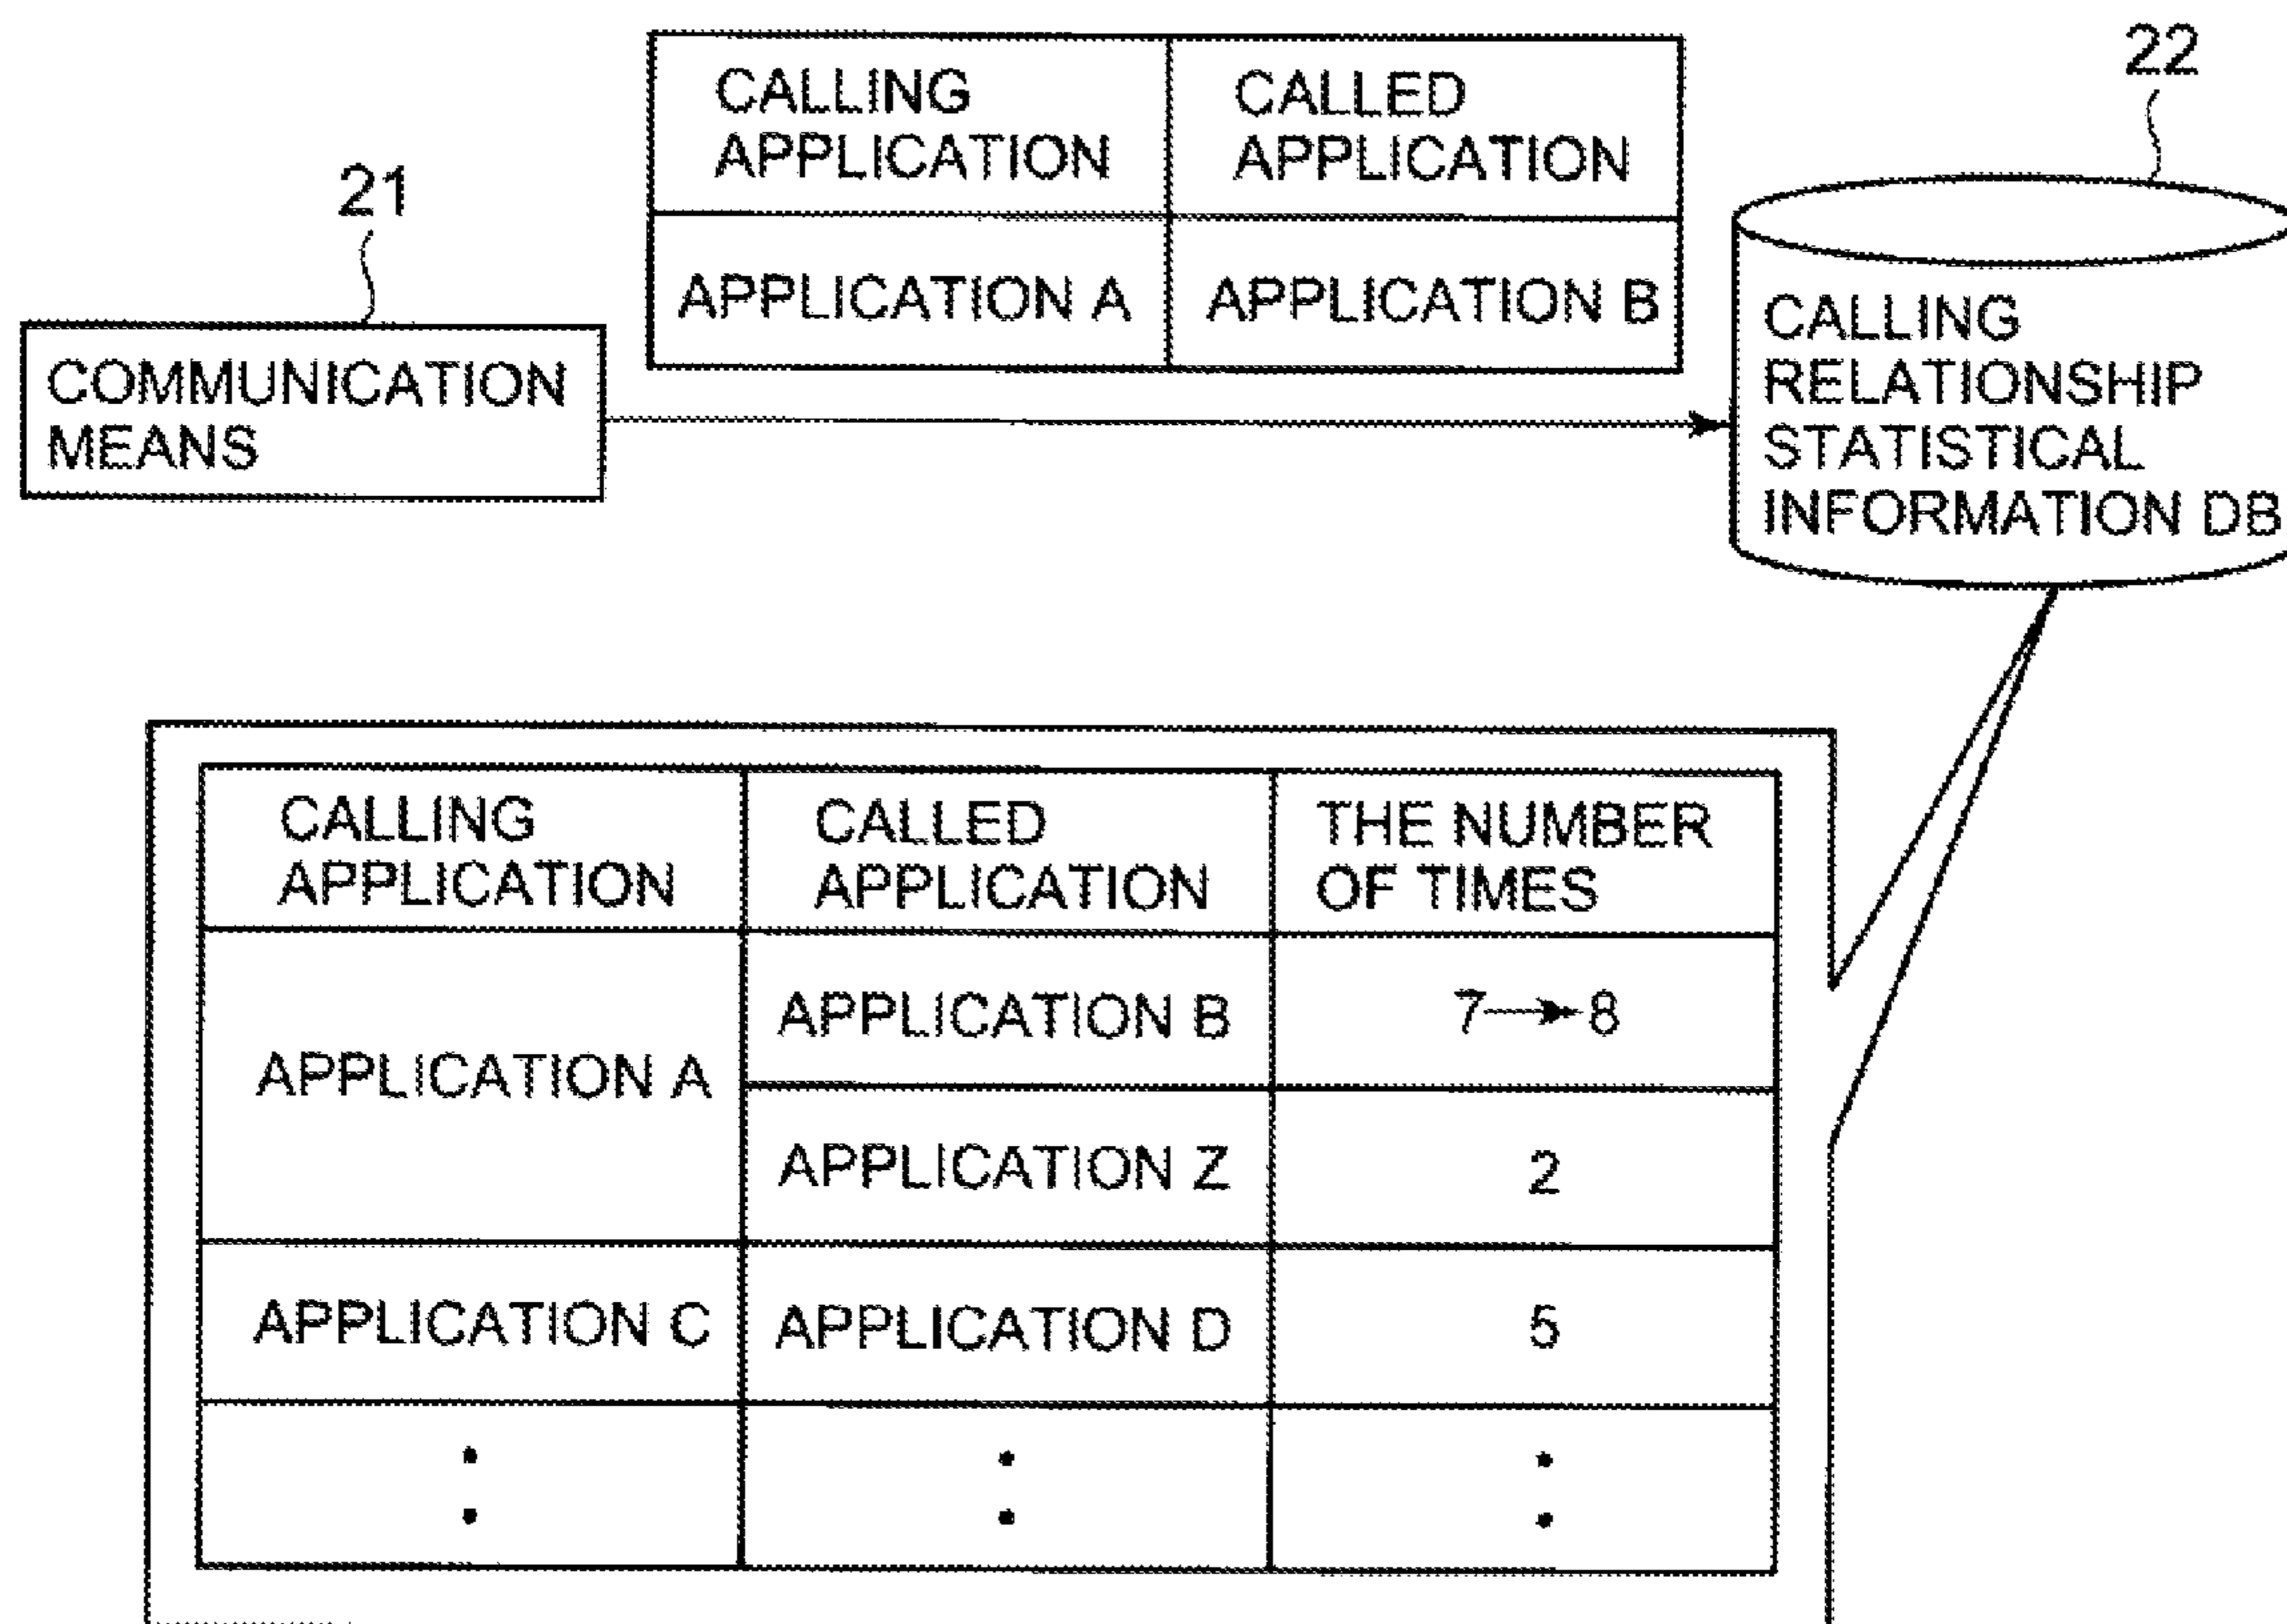 21
COMMUNICATION
MEANS
CALLING
APPLICATION
CALLED
APPLICATION
APPLICATION A
APPLICATION B
22
CALLING
RELATIONSHIP
STATISTICAL
INFORMATION DB
CALLING
APPLICATION
CALLED
APPLICATION
THE NUMBER
OF TIMES
APPLICATION A
APPLICATION B
7→8
APPLICATION Z
2
APPLICATION C
APPLICATION D
5